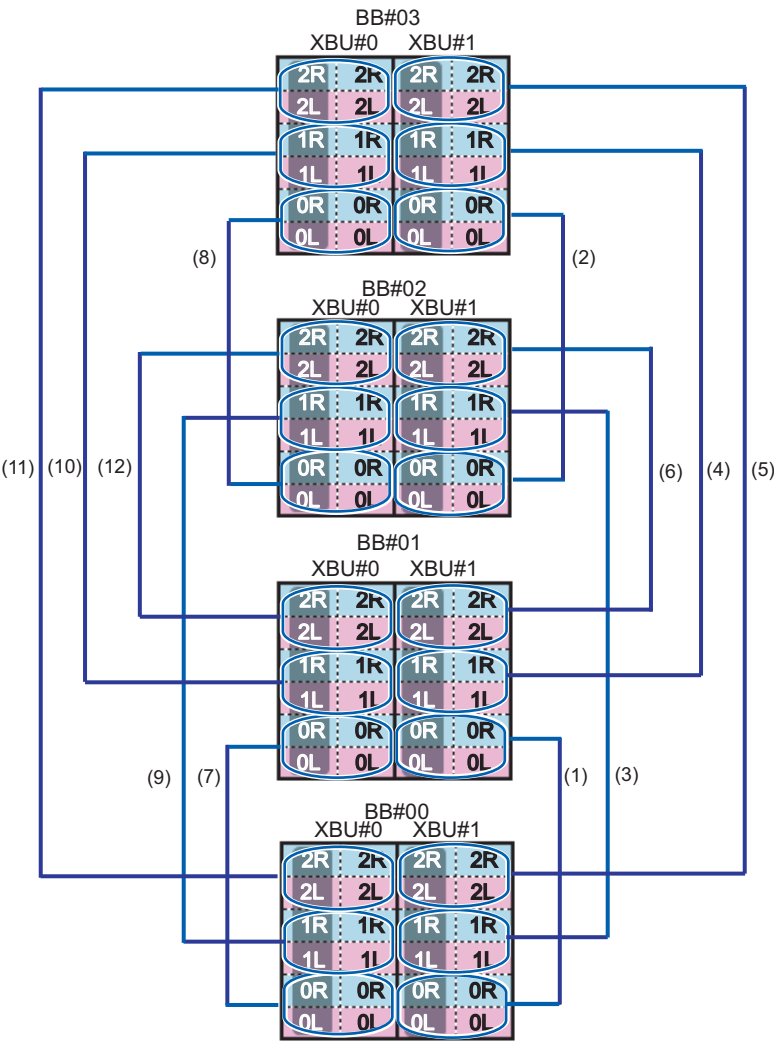 BB#03
XBU#0 XBU#1
2R 2R 2R 2R
2L 2L 2L 2L
1R 1R 1R 1R
1L 1L 1L 1L
0R 0R 0R 0R
0L 0L 0L 0L
(8) (2)
BB#02
XBU#0 XBU#1
2R 2R 2R 2R
2L 2L 2L 2L
1R 1R 1R 1R
1L 1L 1L 1L
(11) (10) (12) (6) (4) (5)
0R 0R 0R 0R
0L 0L 0L 0L
BB#01
XBU#0 XBU#1
2R 2R 2R 2R
2L 2L 2L 2L
1R 1R 1R 1R
1L 1L 1L 1L
0R 0R 0R 0R
0L 0L 0L 0L
(9) (7) (1) (3)
BB#00
XBU#0 XBU#1
2R 2R 2R 2R
2L 2L 2L 2L
1R 1R 1R 1R
1L 1L 1L 1L
0R 0R 0R 0R
0L 0L 0L 0L